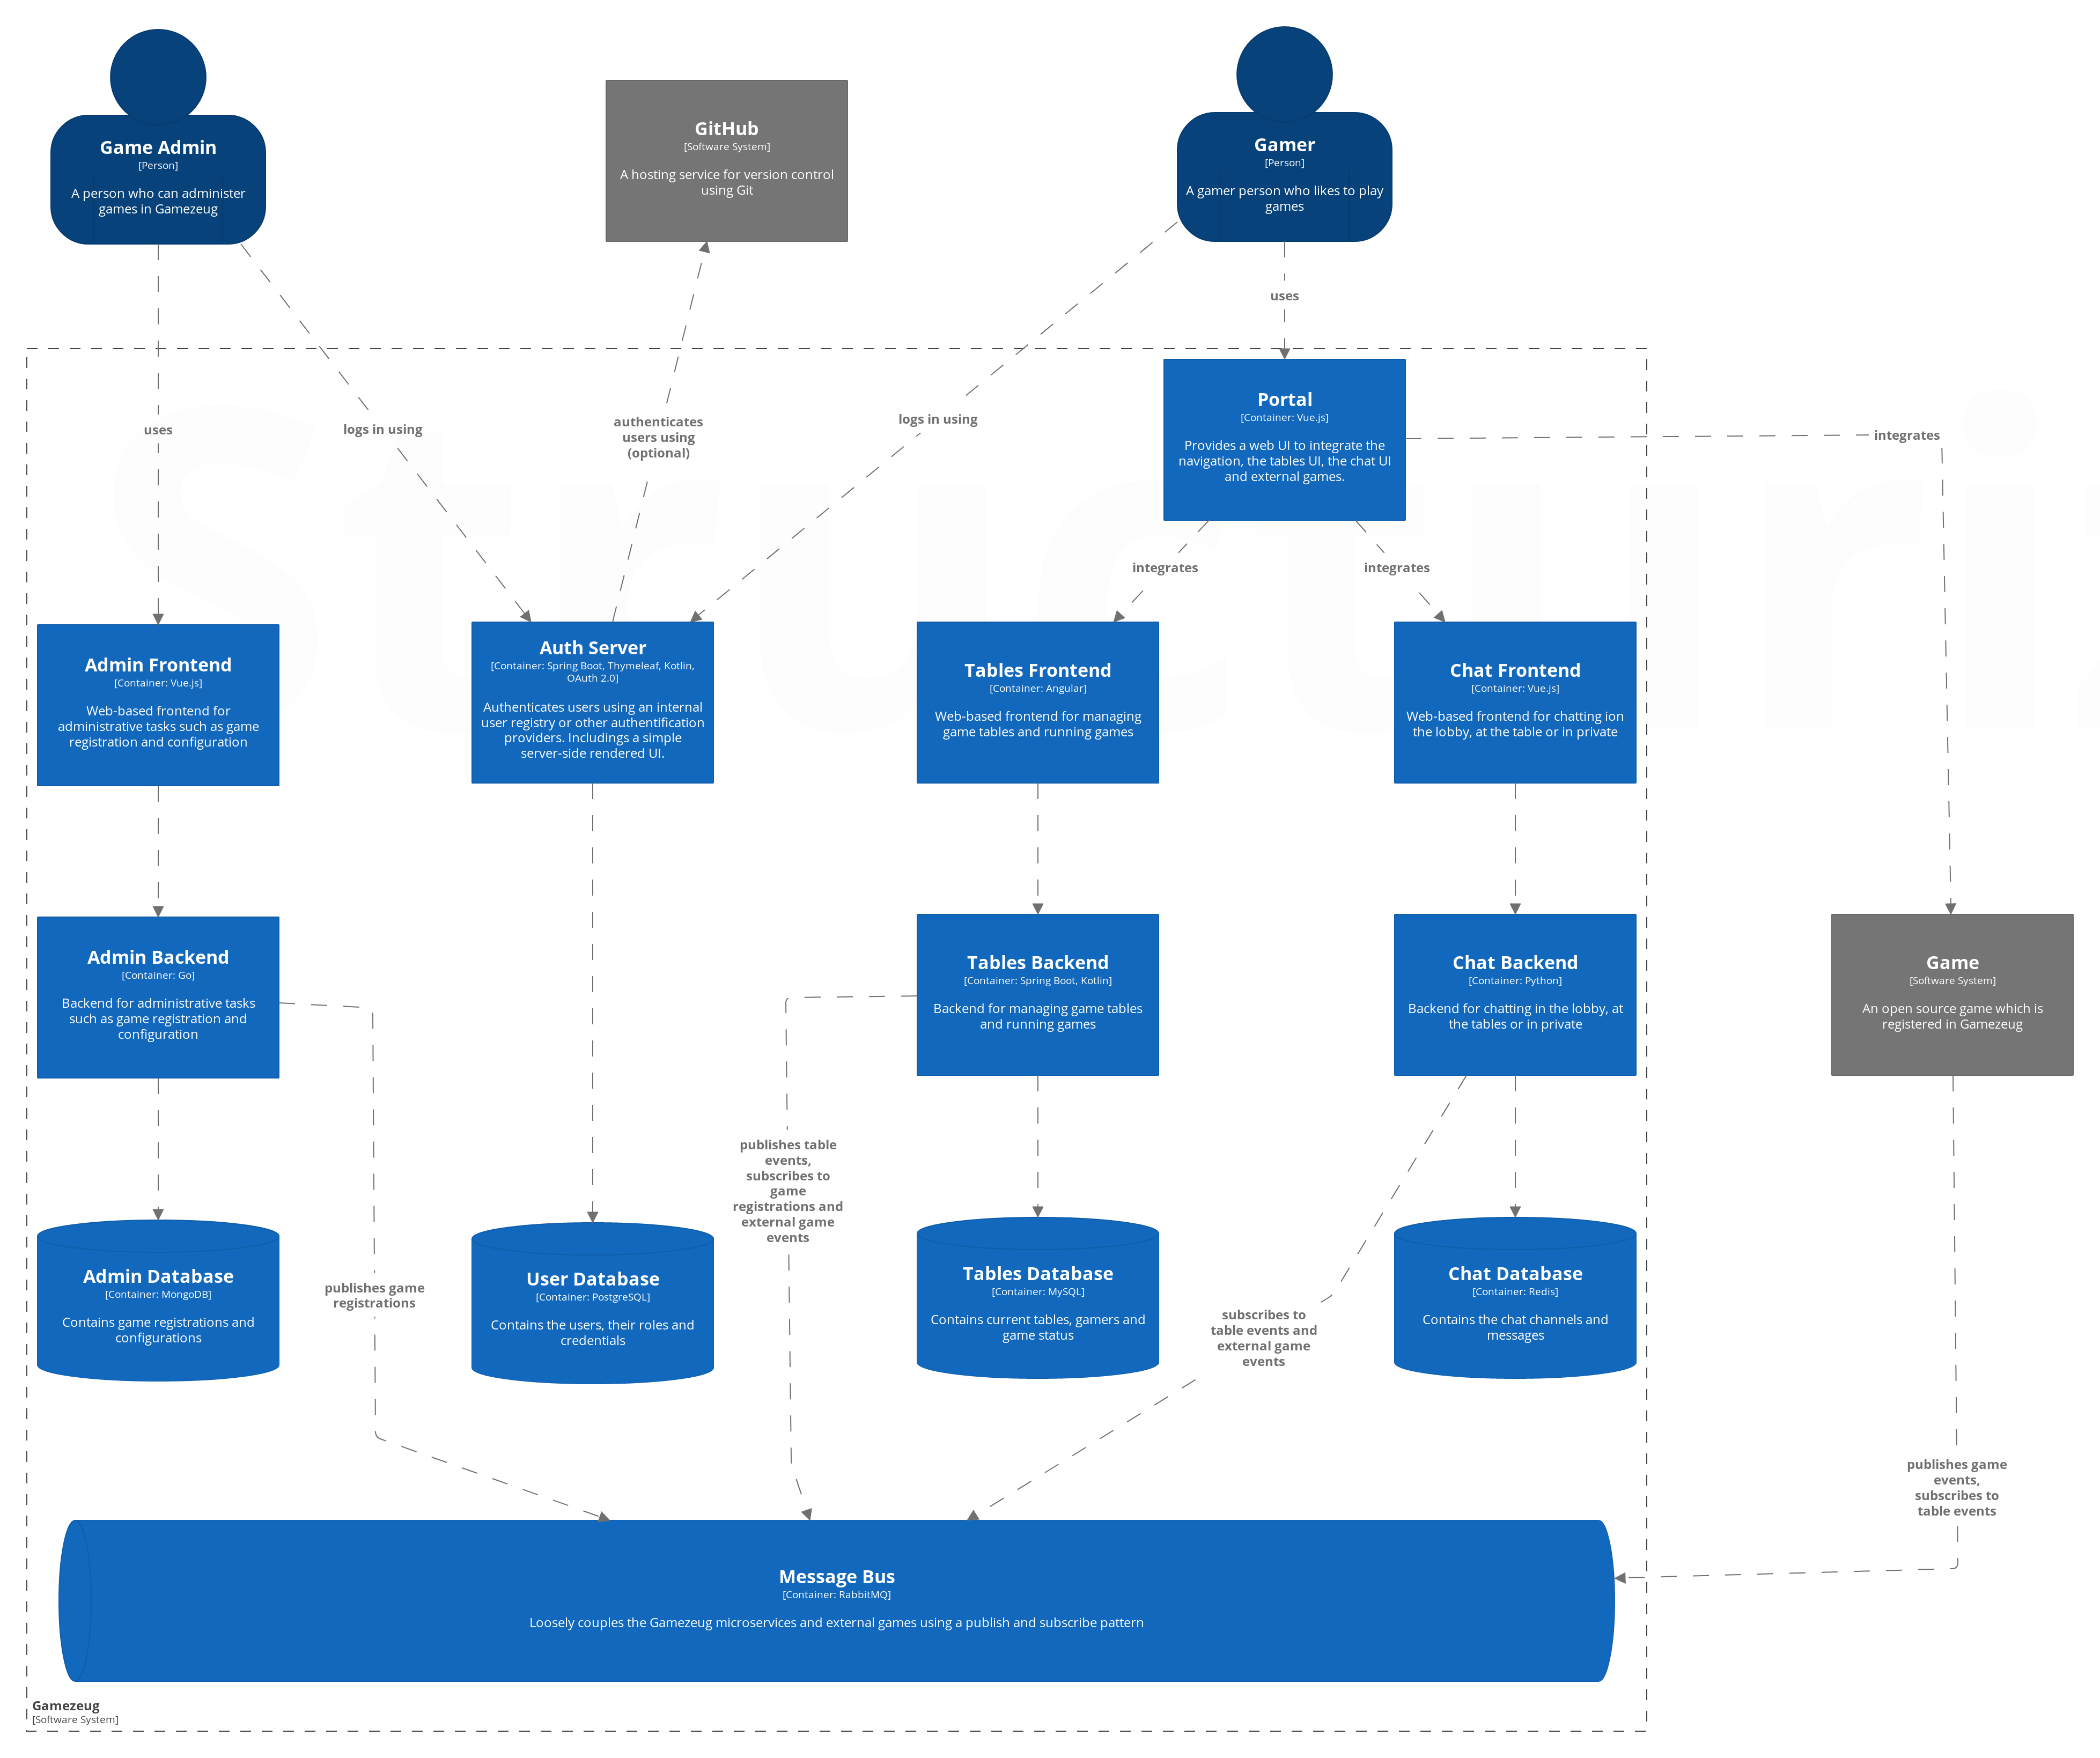 Game Admin
[Person]
A person who can administer
games in Gamezeug
GitHub
[Software System]
A hosting service for version control
using Git
Gamer
[Person]
A gamer person who likes to play
games
uses
logs in using
authenticates
users using
(optional)
logs in using
uses
Portal
[Container: Vue.js]
Provides a web UI to integrate the
navigation, the tables UI, the chat UI
and external games.
integrates
integrates
integrates
Admin Frontend
[Container: Vue.js]
Web-based frontend for
administrative tasks such as game
registration and configuration
Auth Server
[Container: Spring Boot, Thymeleaf, Kotlin,
OAuth 2.0]
Authenticates users using an internal
user registry or other authentification
providers. Includings a simple
server-side rendered UI.
Tables Frontend
[Container: Angular]
Web-based frontend for managing
game tables and running games
Chat Frontend
[Container: Vue.js]
Web-based frontend for chatting ion
the lobby, at the table or in private
Admin Backend
[Container: Go]
Backend for administrative tasks
such as game registration and
configuration
Tables Backend
[Container: Spring Boot, Kotlin]
Backend for managing game tables
and running games
Chat Backend
[Container: Python]
Backend for chatting in the lobby, at
the tables or in private
Game
[Software System]
An open source game which is
registered in Gamezeug
publishes table
events,
subscribes to
game
registrations and
external game
events
Admin Database
[Container: MongoDB]
Contains game registrations and
configurations
publishes game
registrations
User Database
[Container: PostgreSQL]
Contains the users, their roles and
credentials
Tables Database
[Container: MySQL]
Contains current tables, gamers and
game status
subscribes to
table events and
external game
events
Chat Database
[Container: Redis]
Contains the chat channels and
messages
publishes game
events,
subscribes to
table events
Message Bus
[Container: RabbitMQ]
Loosely couples the Gamezeug microservices and external games using a publish and subscribe pattern
Gamezeug
[Software System]